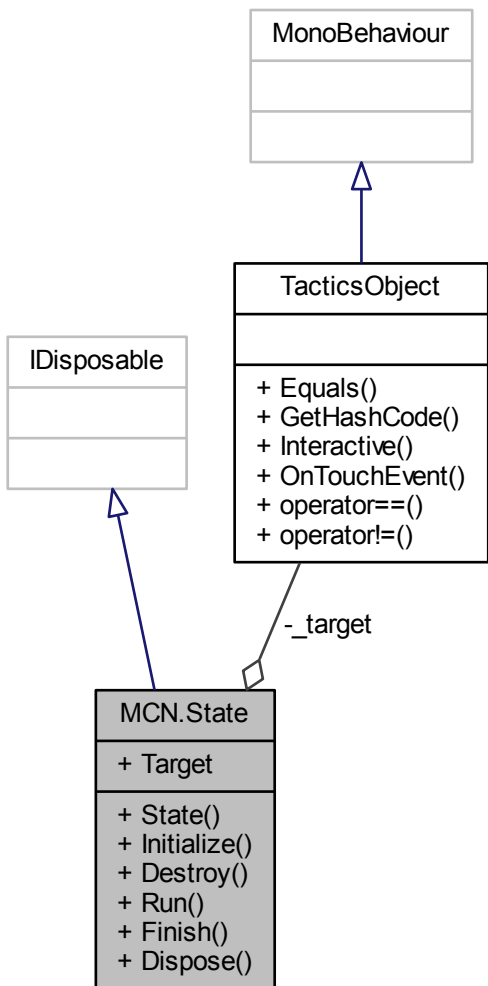 MonoBehaviour
TacticsObject
+ Equals()
+ GetHashCode()
+ Interactive()
+ OnTouchEvent()
+ operator==()
+ operator!=()
IDisposable
-_target
MCN.State
+ Target
+ State()
+ Initialize()
+ Destroy()
+ Run()
+ Finish()
+ Dispose()